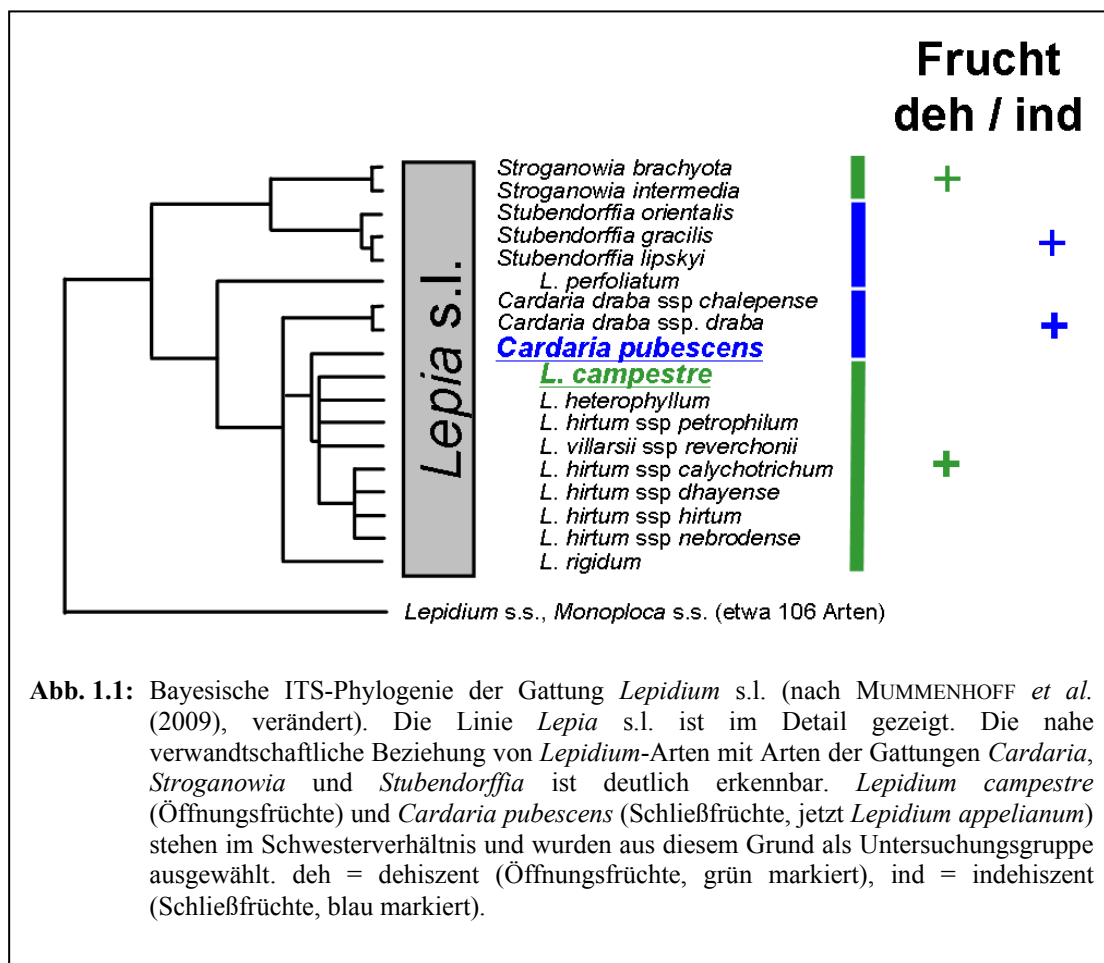 Frucht
deh / ind
Lepia s.l.
Stroganowia brachyota
+
Stroganowia intermedia
Stubendorffia orientalis
Stubendorffia gracilis
+
Stubendorffia lipskyi
L. perfoliatum
Cardaria draba ssp chalepense
Cardaria draba ssp. draba
+
Cardaria pubescens
L. campestre
L. heterophyllum
L. hirtum ssp petrophilum
L. villarsii ssp reverchonii
L. hirtum ssp calychotrichum
+
L. hirtum ssp dhayense
L. hirtum ssp hirtum
L. hirtum ssp nebrodense
L. rigidum
Lepidium s.s., Monoploca s.s. (etwa 106 Arten)
Abb. 1.1: Bayesische ITS-Phylogenie der Gattung Lepidium s.l. (nach MUMMENHOFF et al.
(2009), verändert). Die Linie Lepia s.l. ist im Detail gezeigt. Die nahe
verwandtschaftliche Beziehung von Lepidium-Arten mit Arten der Gattungen Cardaria,
Stroganowia und Stubendorffia ist deutlich erkennbar. Lepidium campestre
(Öffnungsfrüchte) und Cardaria pubescens (Schließfrüchte, jetzt Lepidium appelianum)
stehen im Schwesterverhältnis und wurden aus diesem Grund als Untersuchungsgruppe
ausgewählt. deh = dehiszent (Öffnungsfrüchte, grün markiert), ind = indehiszent
(Schließfrüchte, blau markiert).